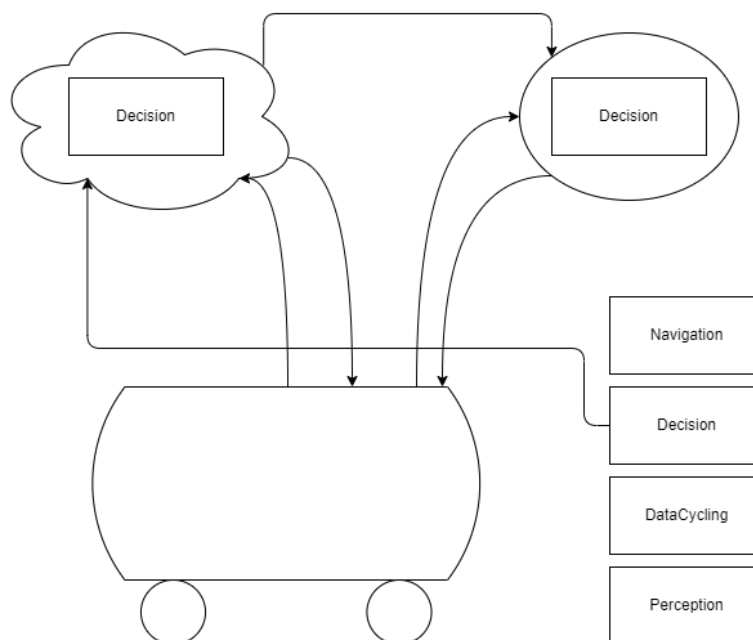 Decision
Decision
Navigation
Decision
DataCycling
Perception